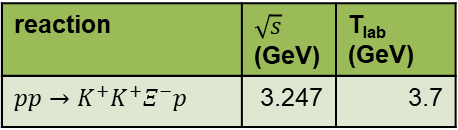 reaction √s (GeV) T_lab (GeV)
pp → K⁺K⁺Ξ⁻p 3.247 3.7